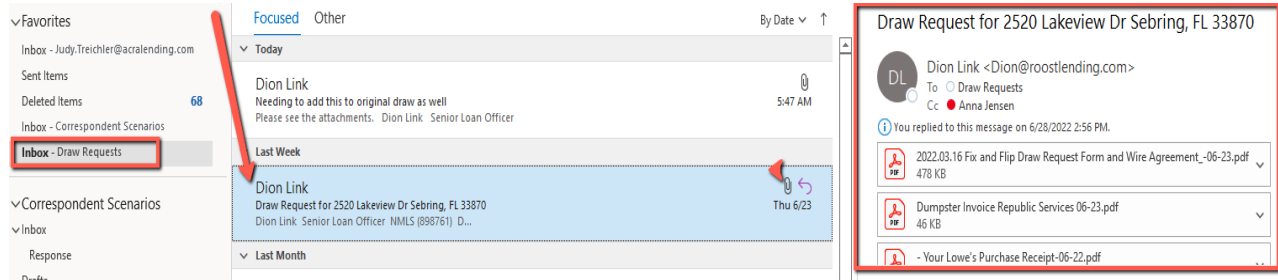 Favorites
Inbox - Judy.Treichler@acralending.com
Sent Items
Deleted Items 68
Inbox - Correspondent Scenarios
Inbox - Draw Requests
Correspondent Scenarios
Inbox
Response
Drafts
Focused Other By Date
Today
Dion Link
Needing to add this to original draw as well 5:47 AM
Please see the attachments. Dion Link Senior Loan Officer
Last Week
Dion Link
Draw Request for 2520 Lakeview Dr Sebring, FL 33870 Thu 6/23
Dion Link Senior Loan Officer NMLS (898761) D...
Last Month
Draw Request for 2520 Lakeview Dr Sebring, FL 33870
DL
Dion Link <Dion@roostlending.com>
To Draw Requests
Cc Anna Jensen
You replied to this message on 6/28/2022 2:56 PM.
PDF
2022.03.16 Fix and Flip Draw Request Form and Wire Agreement_-06-23.pdf
478 KB
PDF
Dumpster Invoice Republic Services 06-23.pdf
46 KB
- Your Lowe's Purchase Receipt-06-22.pdf